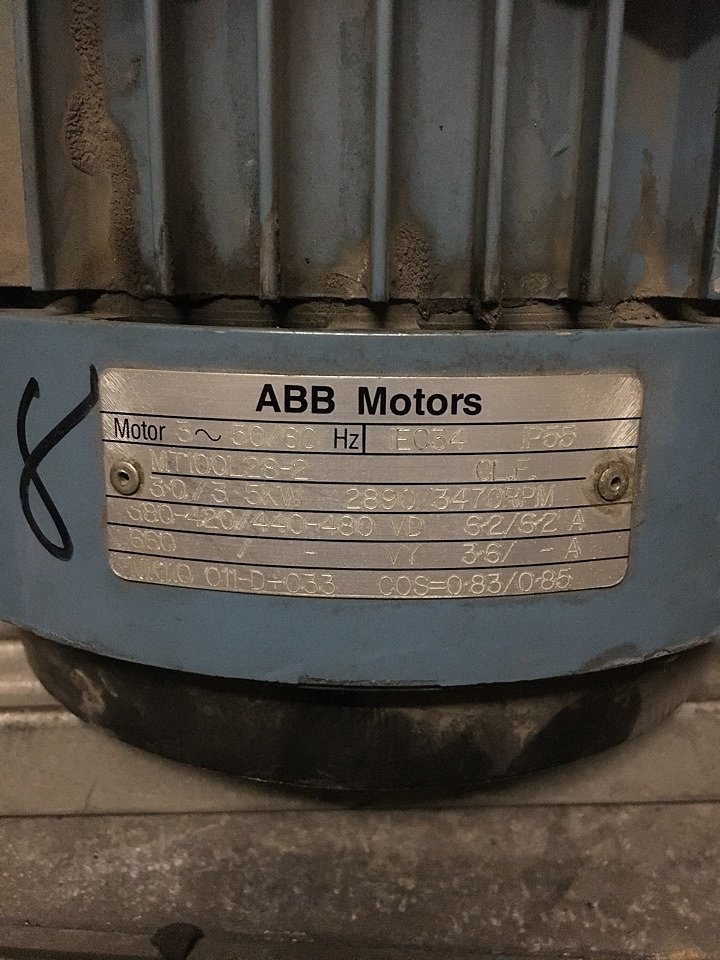 8
ABB Motors
Motor 3~ 50/60 Hz IEC34 IP55
MT100L28-2 CL.F.
3.0/3.5KW 2890/3470RPM
380-420/440-480 VD 6.2/6.2 A
660 / - VY 3.6/ - A
011-D+033 COS=0.83/0.85